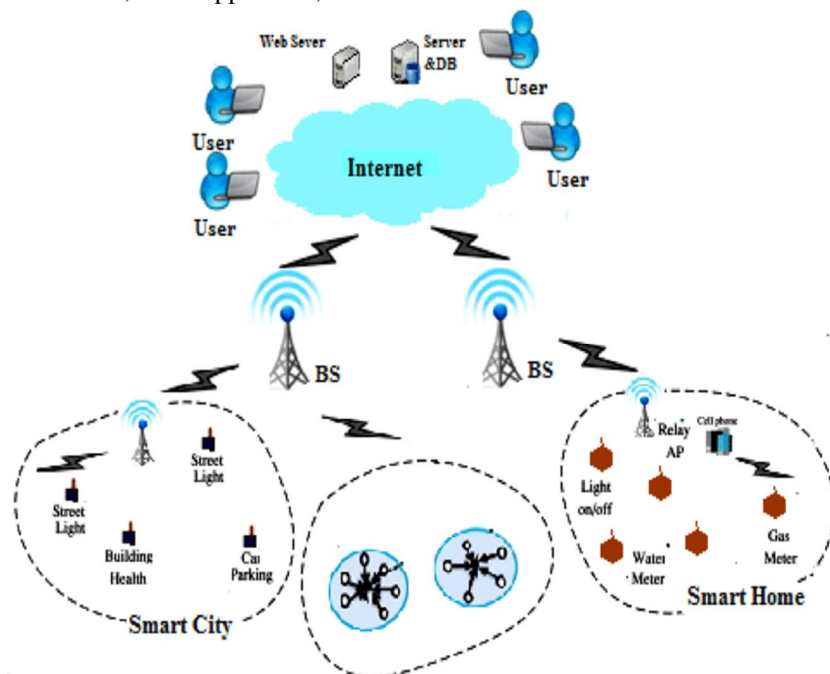 Web Sever
Server
&DB
User
User
Internet
User
User
BS
BS
Street
Light
Street
Light
Building
Health
Car
Parking
Smart City
Relay
AP
Cell phone
Light
on/off
Water
Meter
Gas
Meter
Smart Home